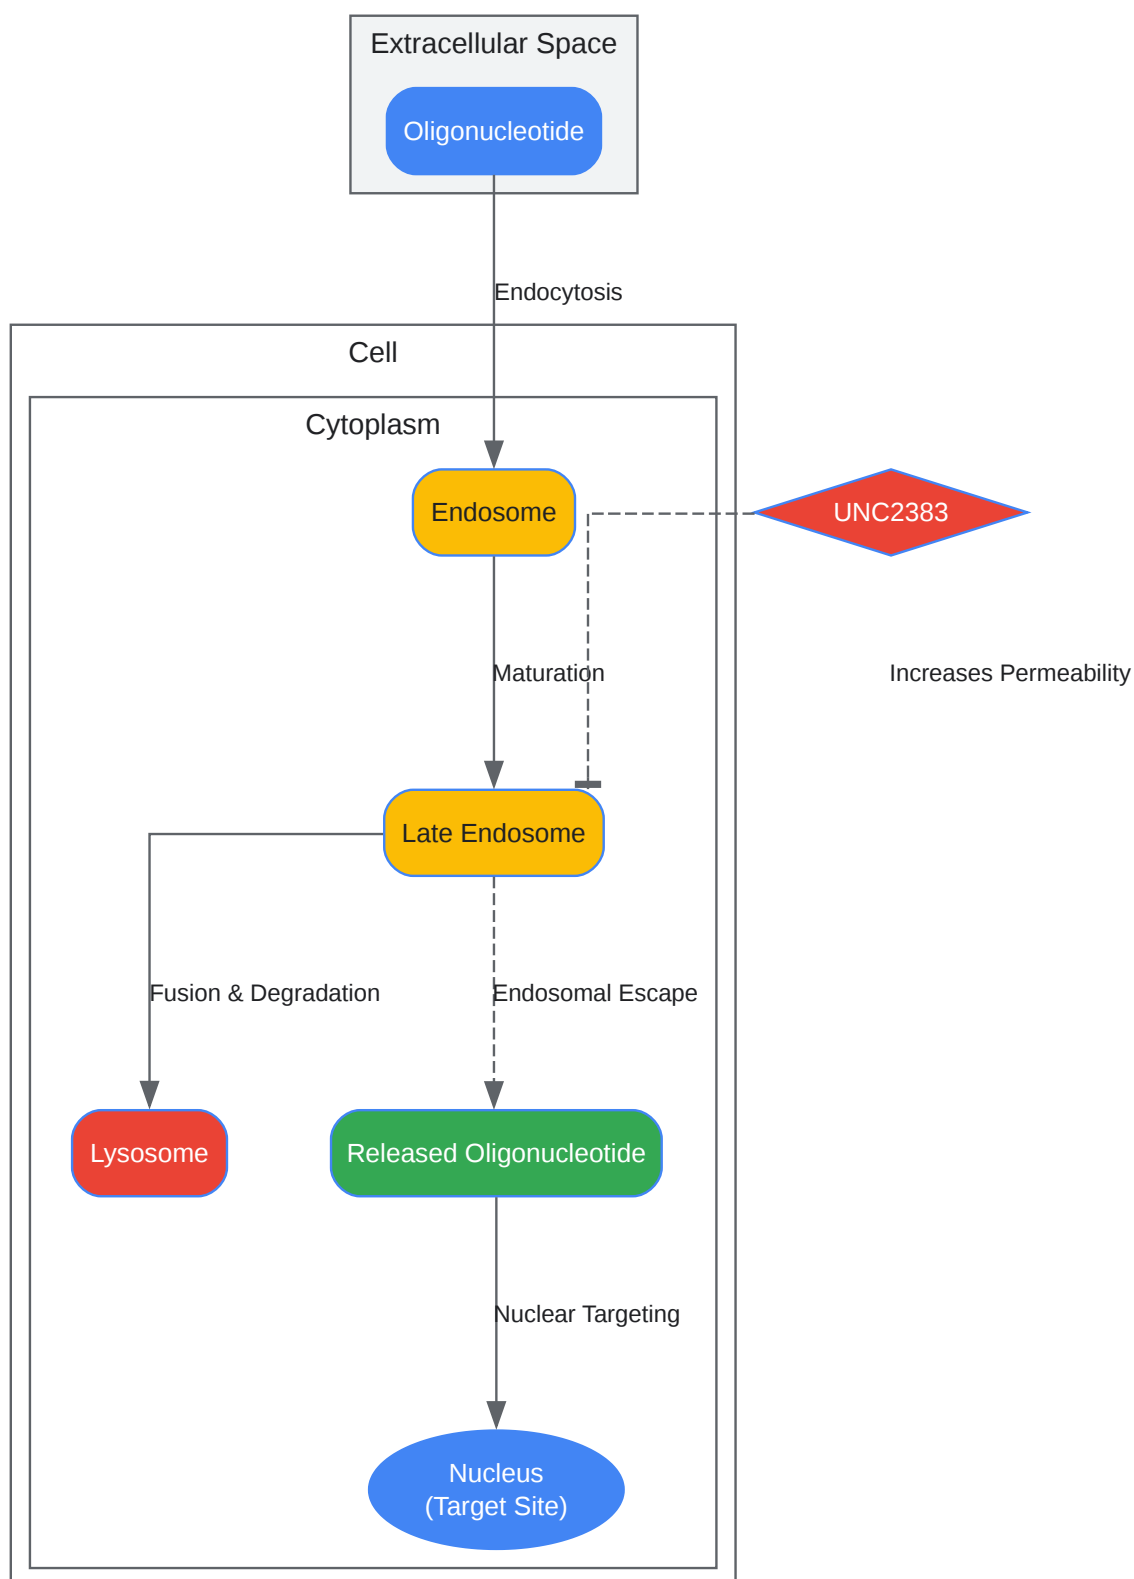 Extracellular Space
Oligonucleotide
Endocytosis
Cell
Cytoplasm
Endosome
UNC2383
Maturation
Increases Permeability
Late Endosome
Fusion & Degradation
Endosomal Escape
Lysosome
Released Oligonucleotide
Nuclear Targeting
Nucleus
(Target Site)